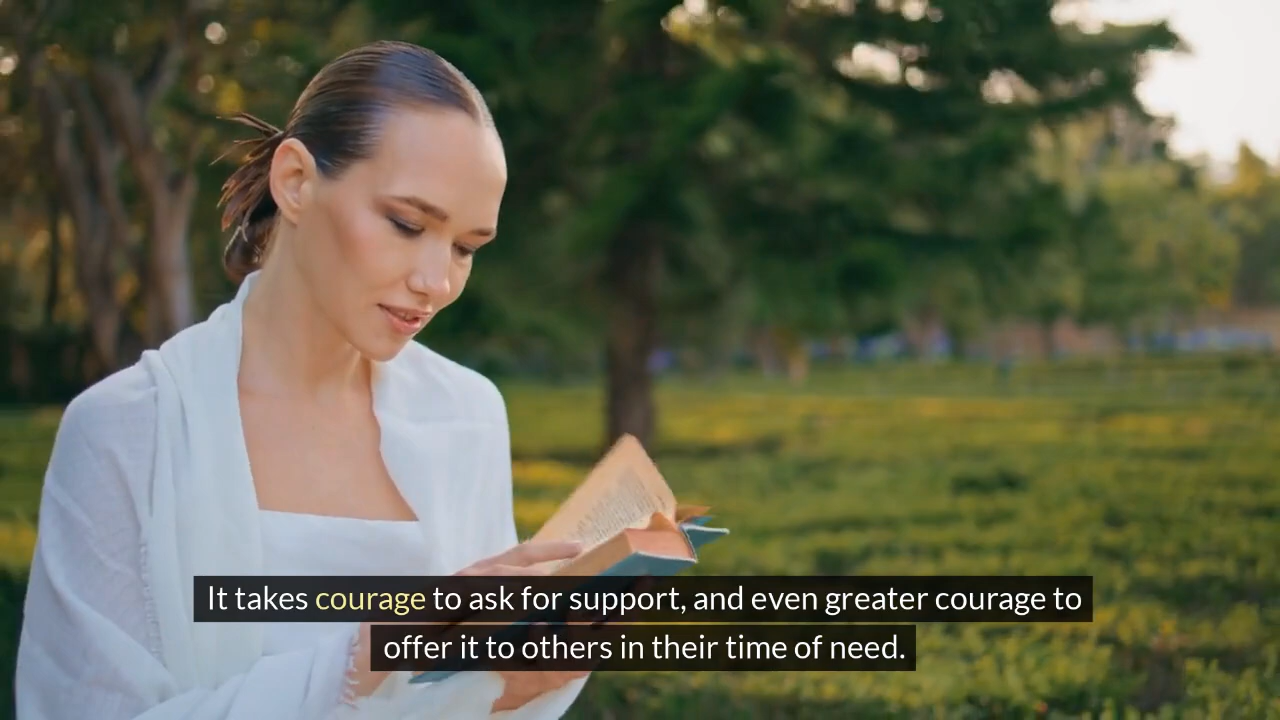 It takes courage to ask for support, and even greater courage to
offer it to others in their time of need.